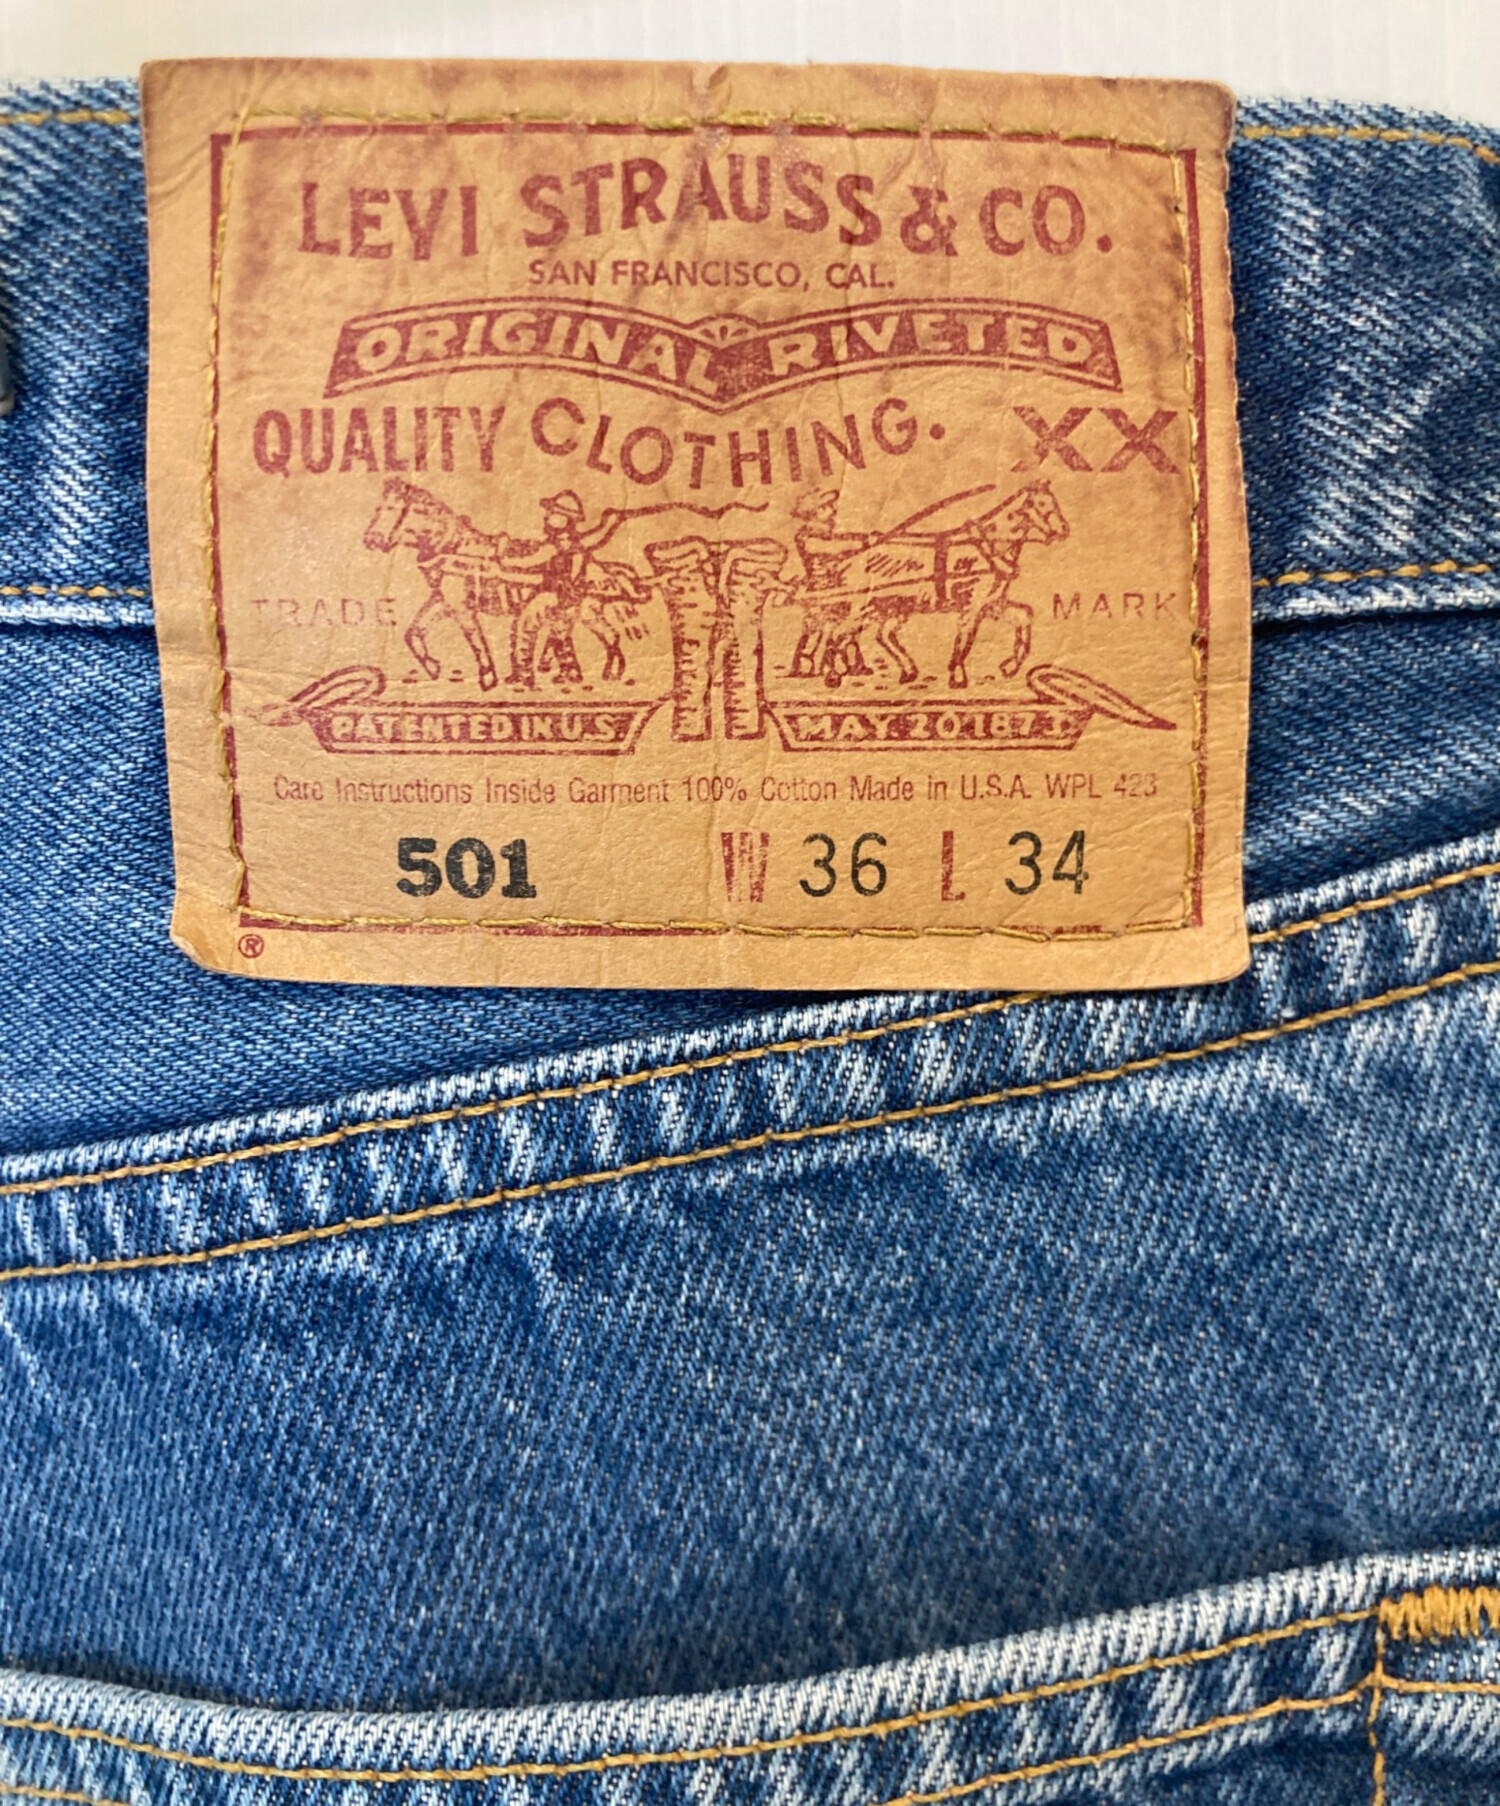 LEVI STRAUSS & CO.
SAN FRANCISCO, CAL.
ORIGINAL RIVETED
QUALITY CLOTHING. XX
TRADE MARK
PATENTED IN U.S. MAY 20 1873
Care Instructions Inside Garment 100% Cotton Made in U.S.A. WPL 423
501 W 36 L 34
®